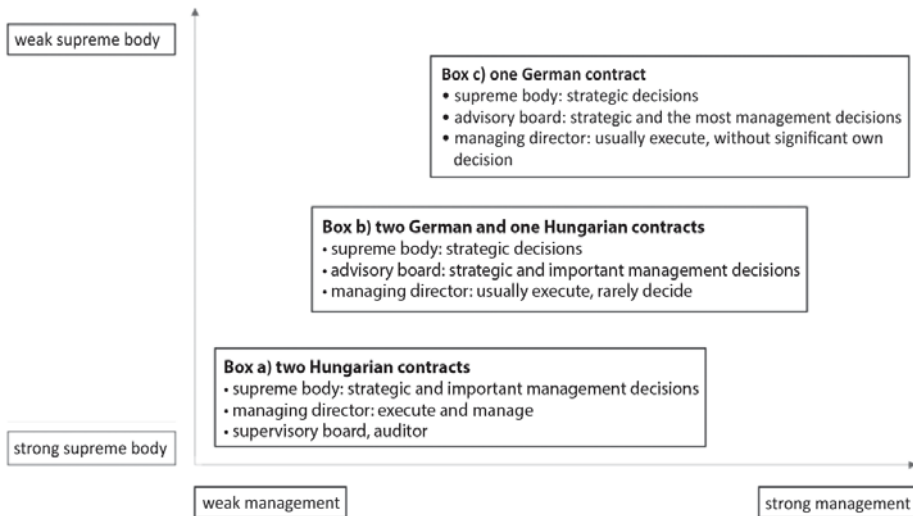 weak supreme body
Box c) one German contract
• supreme body: strategic decisions
• advisory board: strategic and the most management decisions
• managing director: usually execute, without significant own
decision
Box b) two German and one Hungarian contracts
• supreme body: strategic decisions
• advisory board: strategic and important management decisions
• managing director: usually execute, rarely decide
Box a) two Hungarian contracts
• supreme body: strategic and important management decisions
• managing director: execute and manage
• supervisory board, auditor
strong supreme body
weak management
strong management